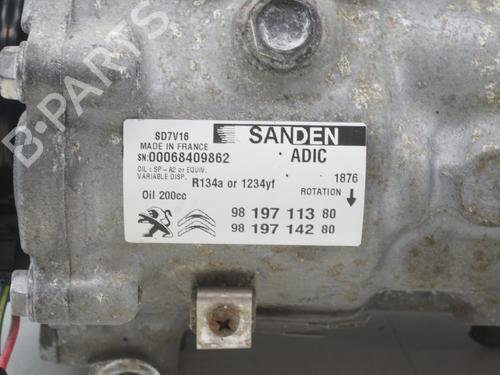 SD7V16
MADE IN FRANCE
SN:00068409862
OIL : SP - A2 or EQUIV.
VARIABLE DISP.
Oil 200cc
SANDEN
ADIC
R134a or 1234yf
1876
ROTATION
98 197 113 80
98 197 142 80
B-Parts